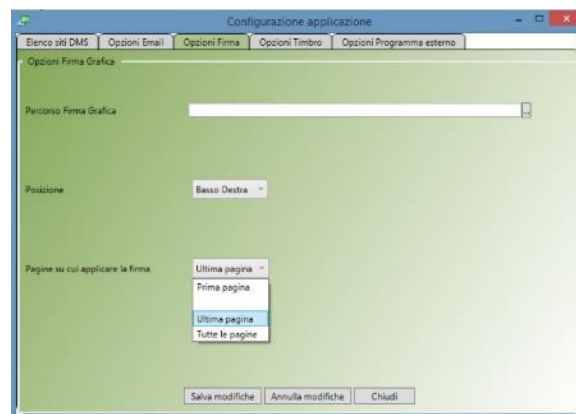 Configurazione applicazione
Elenco siti DMS Opzioni Email Opzioni Firma Opzioni Timbro Opzioni Programma esterno
Opzioni Firma Grafica
Percorso Firma Grafica ...
Posizione Basso Destra
Pagine su cui applicare la firma Ultima pagina
Prima pagina
Ultima pagina
Tutte le pagine
Salva modifiche Annulla modifiche Chiudi